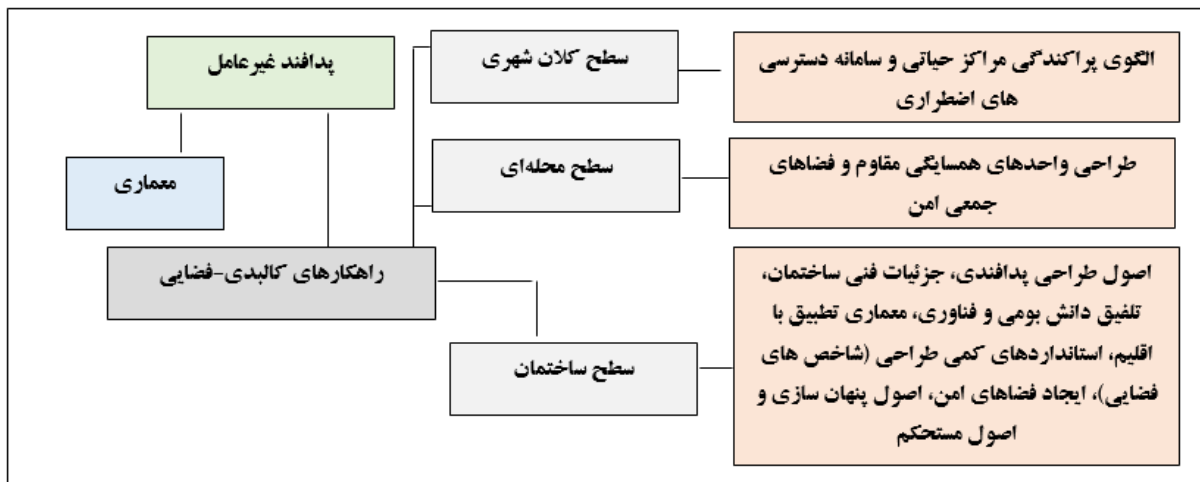 پدافند غیرعامل
معماری
راهکارهای کالبدی-فضایی
سطح کلان شهری
الگوی پراکندگی مراکز حیاتی و سامانه دسترسی
های اضطراری
سطح محله‌ای
طراحی واحدهای همسایگی مقاوم و فضاهای
جمعی امن
سطح ساختمان
اصول طراحی پدافندی، جزئیات فنی ساختمان،
تلفیق دانش بومی و فناوری، معماری تطبیق با
اقلیم، استانداردهای کمی طراحی (شاخص های
فضایی)، ایجاد فضاهای امن، اصول پنهان سازی و
اصول مستحکم